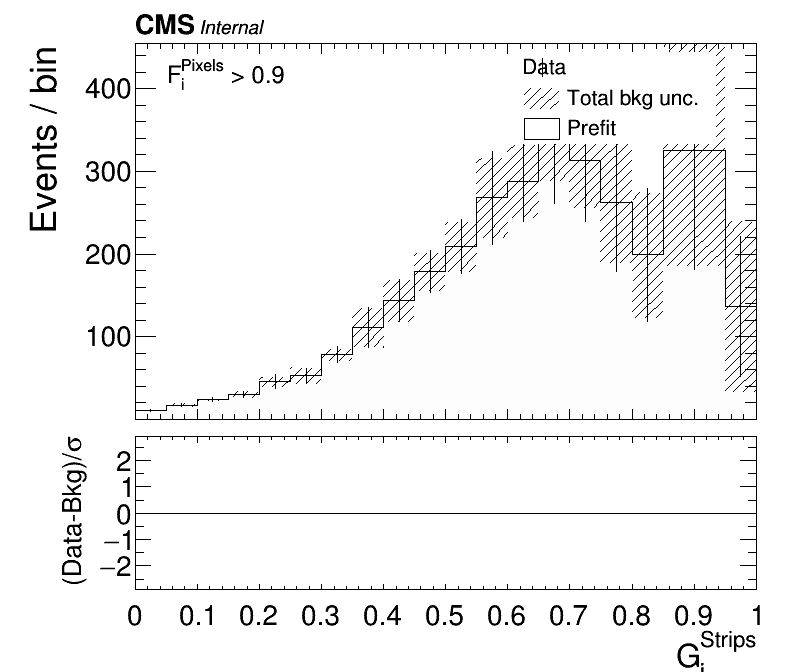 CMS Internal
F_i^Pixels > 0.9
Data
Total bkg unc.
Prefit
Events / bin
400
300
200
100
(Data-Bkg)/σ
2
1
0
−1
−2
0 0.1 0.2 0.3 0.4 0.5 0.6 0.7 0.8 0.9 1
G_i^Strips